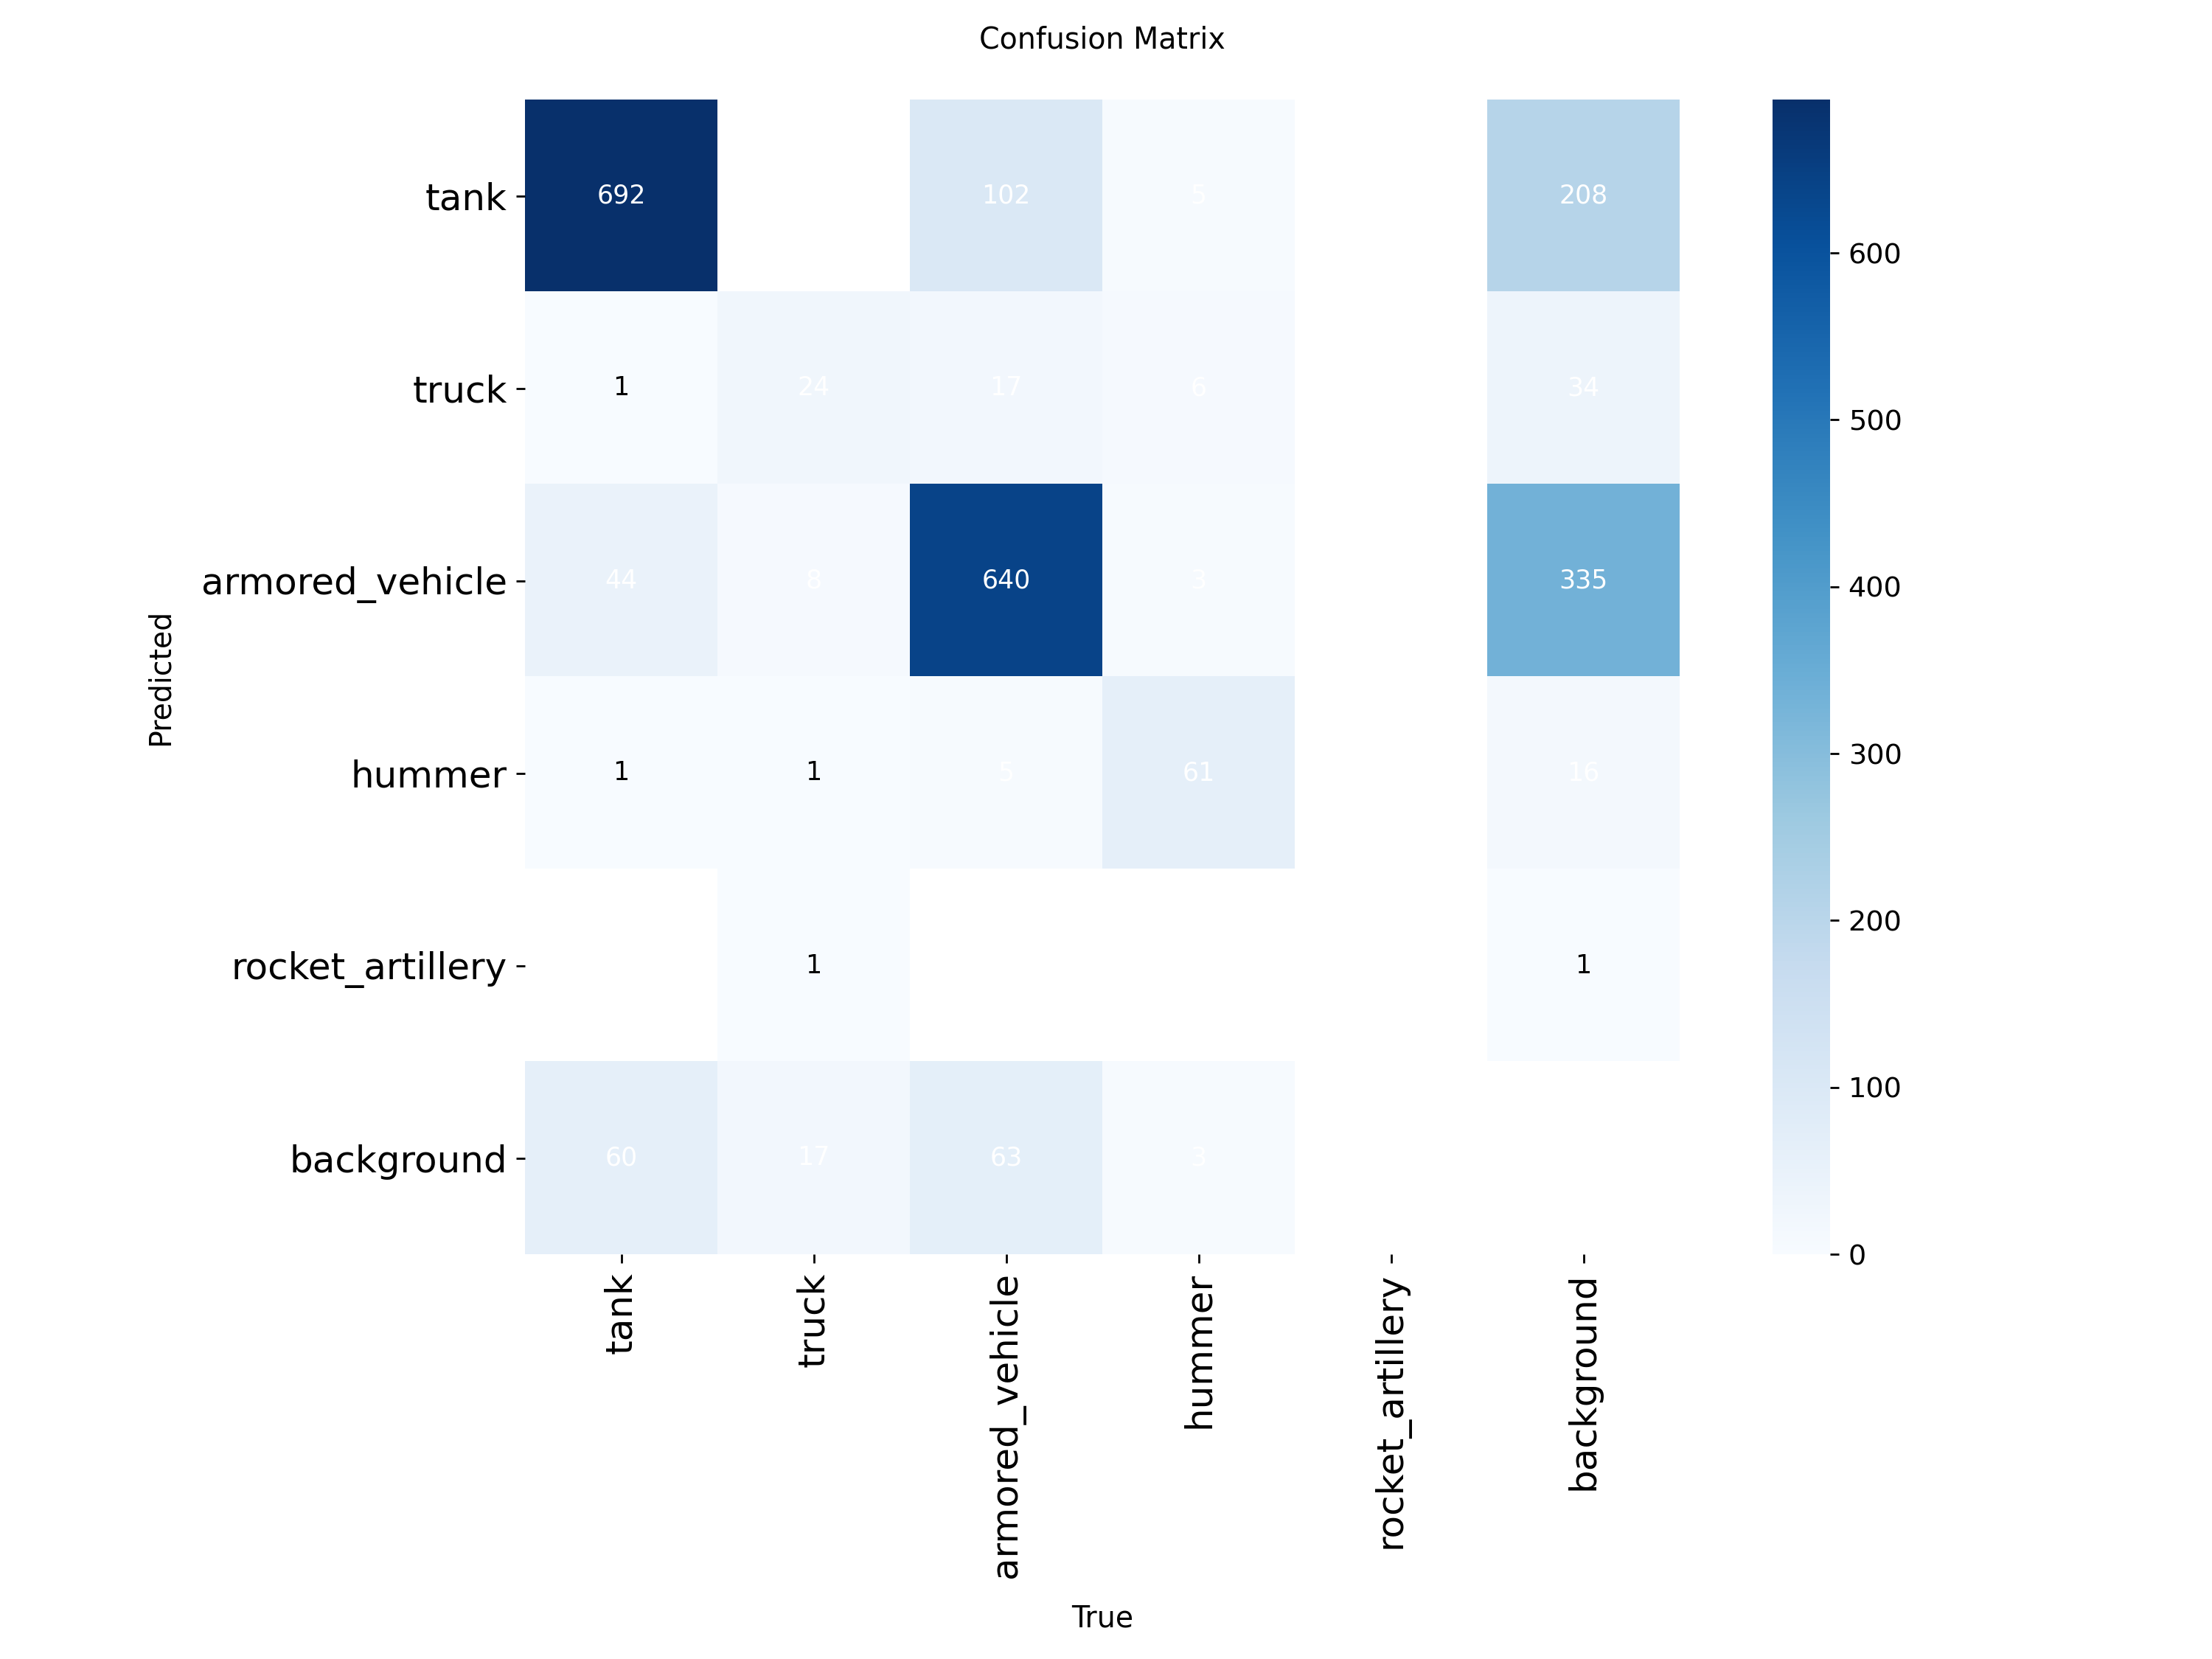 Confusion Matrix
tank 692 102 5 208
truck 1 24 17 6 34
armored_vehicle 44 8 640 3 335
hummer 1 1 5 61 16
rocket_artillery 1 1
background 60 17 63 3
Predicted
tank truck armored_vehicle hummer rocket_artillery background
True
600
500
400
300
200
100
0